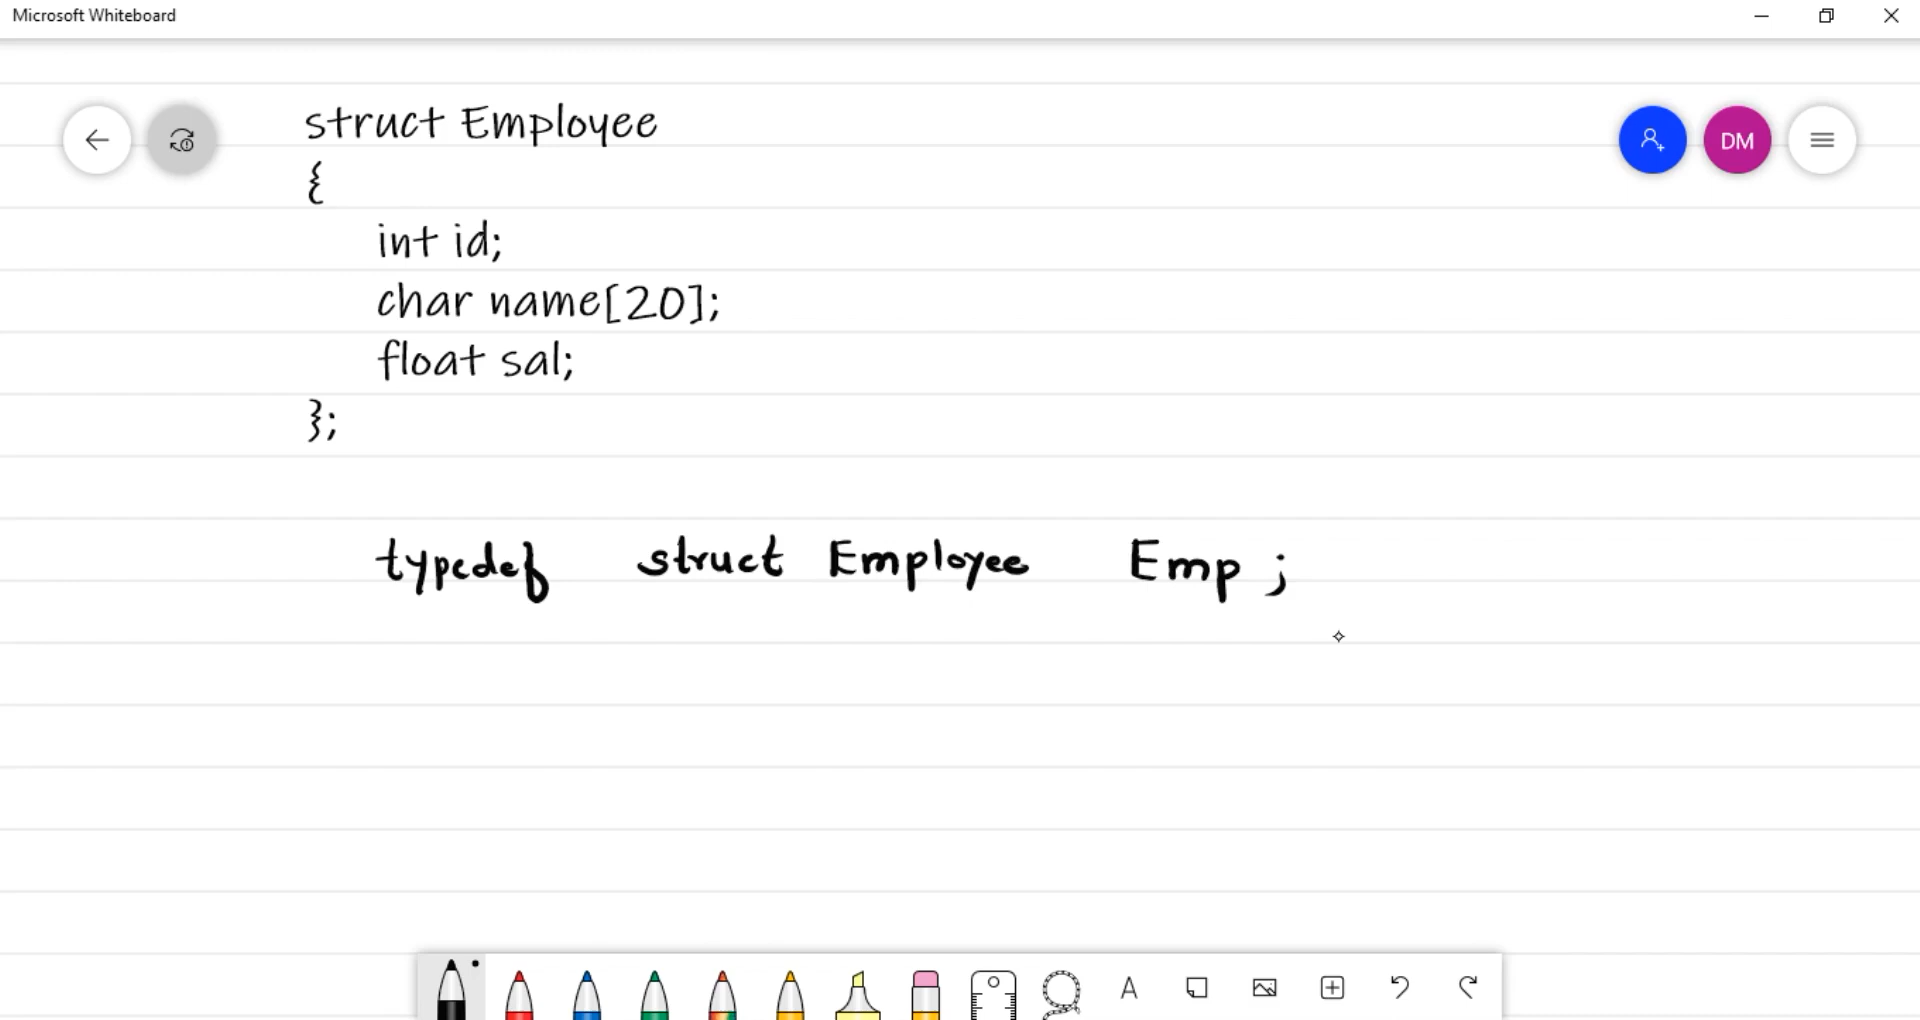 Microsoft Whiteboard
struct Employee
DM
{
int id;
char name[20];
float sal;
};
typedef struct Employee Emp ;
A